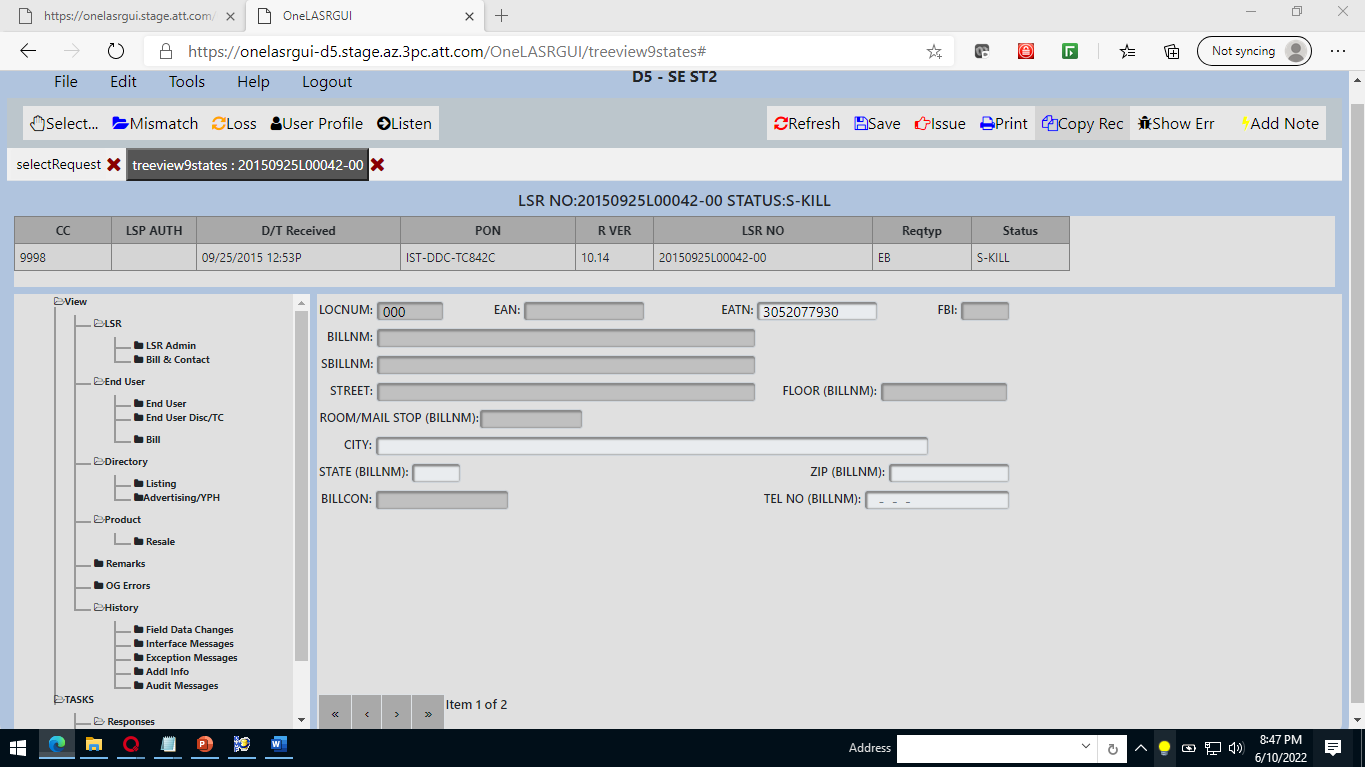 https://onelasrgui.stage.att.com/
OneLASRGUI
https://onelasrgui-d5.stage.az.3pc.att.com/OneLASRGUI/treeview9states#
Not syncing
File Edit Tools Help Logout
D5 - SE ST2
Select... Mismatch Loss User Profile Listen
Refresh Save Issue Print Copy Rec Show Err Add Note
selectRequest treeview9states : 20150925L00042-00
LSR NO:20150925L00042-00 STATUS:S-KILL
CC LSP AUTH D/T Received PON R VER LSR NO Reqtyp Status
9998 09/25/2015 12:53P IST-DDC-TC842C 10.14 20150925L00042-00 EB S-KILL
View
LSR
LSR Admin
Bill & Contact
End User
End User
End User Disc/TC
Bill
Directory
Listing
Advertising/YPH
Product
Resale
Remarks
OG Errors
History
Field Data Changes
Interface Messages
Exception Messages
Addl Info
Audit Messages
TASKS
Responses
LOCNUM: 000 EAN: EATN: 3052077930 FBI:
BILLNM:
SBILLNM:
STREET: FLOOR (BILLNM):
ROOM/MAIL STOP (BILLNM):
CITY:
STATE (BILLNM): ZIP (BILLNM):
BILLCON: TEL NO (BILLNM): - - -
« ‹ › » Item 1 of 2
Address
8:47 PM
6/10/2022